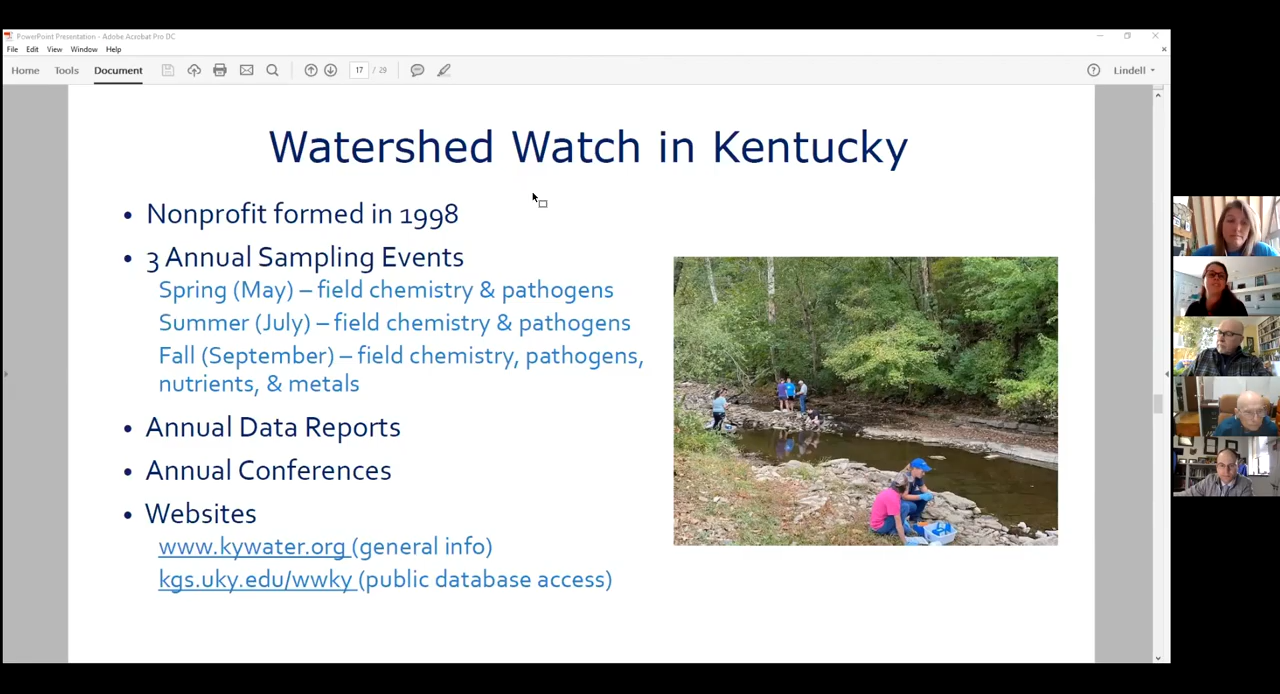 PowerPoint Presentation - Adobe Acrobat Pro DC
File Edit View Window Help
Home Tools Document 17 / 29 Lindell
Watershed Watch in Kentucky
• Nonprofit formed in 1998
• 3 Annual Sampling Events
Spring (May) – field chemistry & pathogens
Summer (July) – field chemistry & pathogens
Fall (September) – field chemistry, pathogens,
nutrients, & metals
• Annual Data Reports
• Annual Conferences
• Websites
www.kywater.org (general info)
kgs.uky.edu/wwky (public database access)